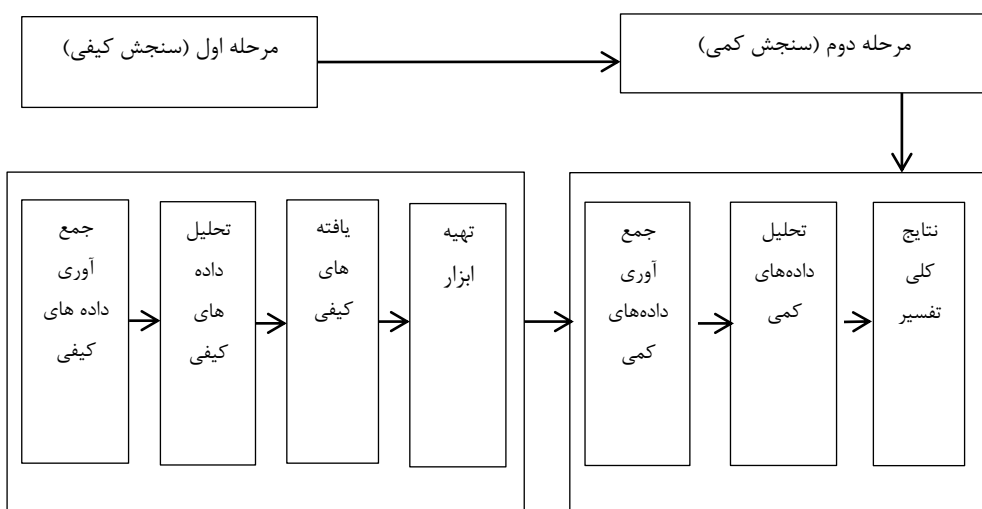 مرحله اول (سنجش کیفی)
مرحله دوم (سنجش کمی)
جمع
آوری
داده های
کیفی
تحلیل
داده
های
کیفی
یافته
های
کیفی
تهیه
ابزار
جمع
آوری
داده‌های
کمی
تحلیل
داده‌های
کمی
نتایج
کلی
تفسیر